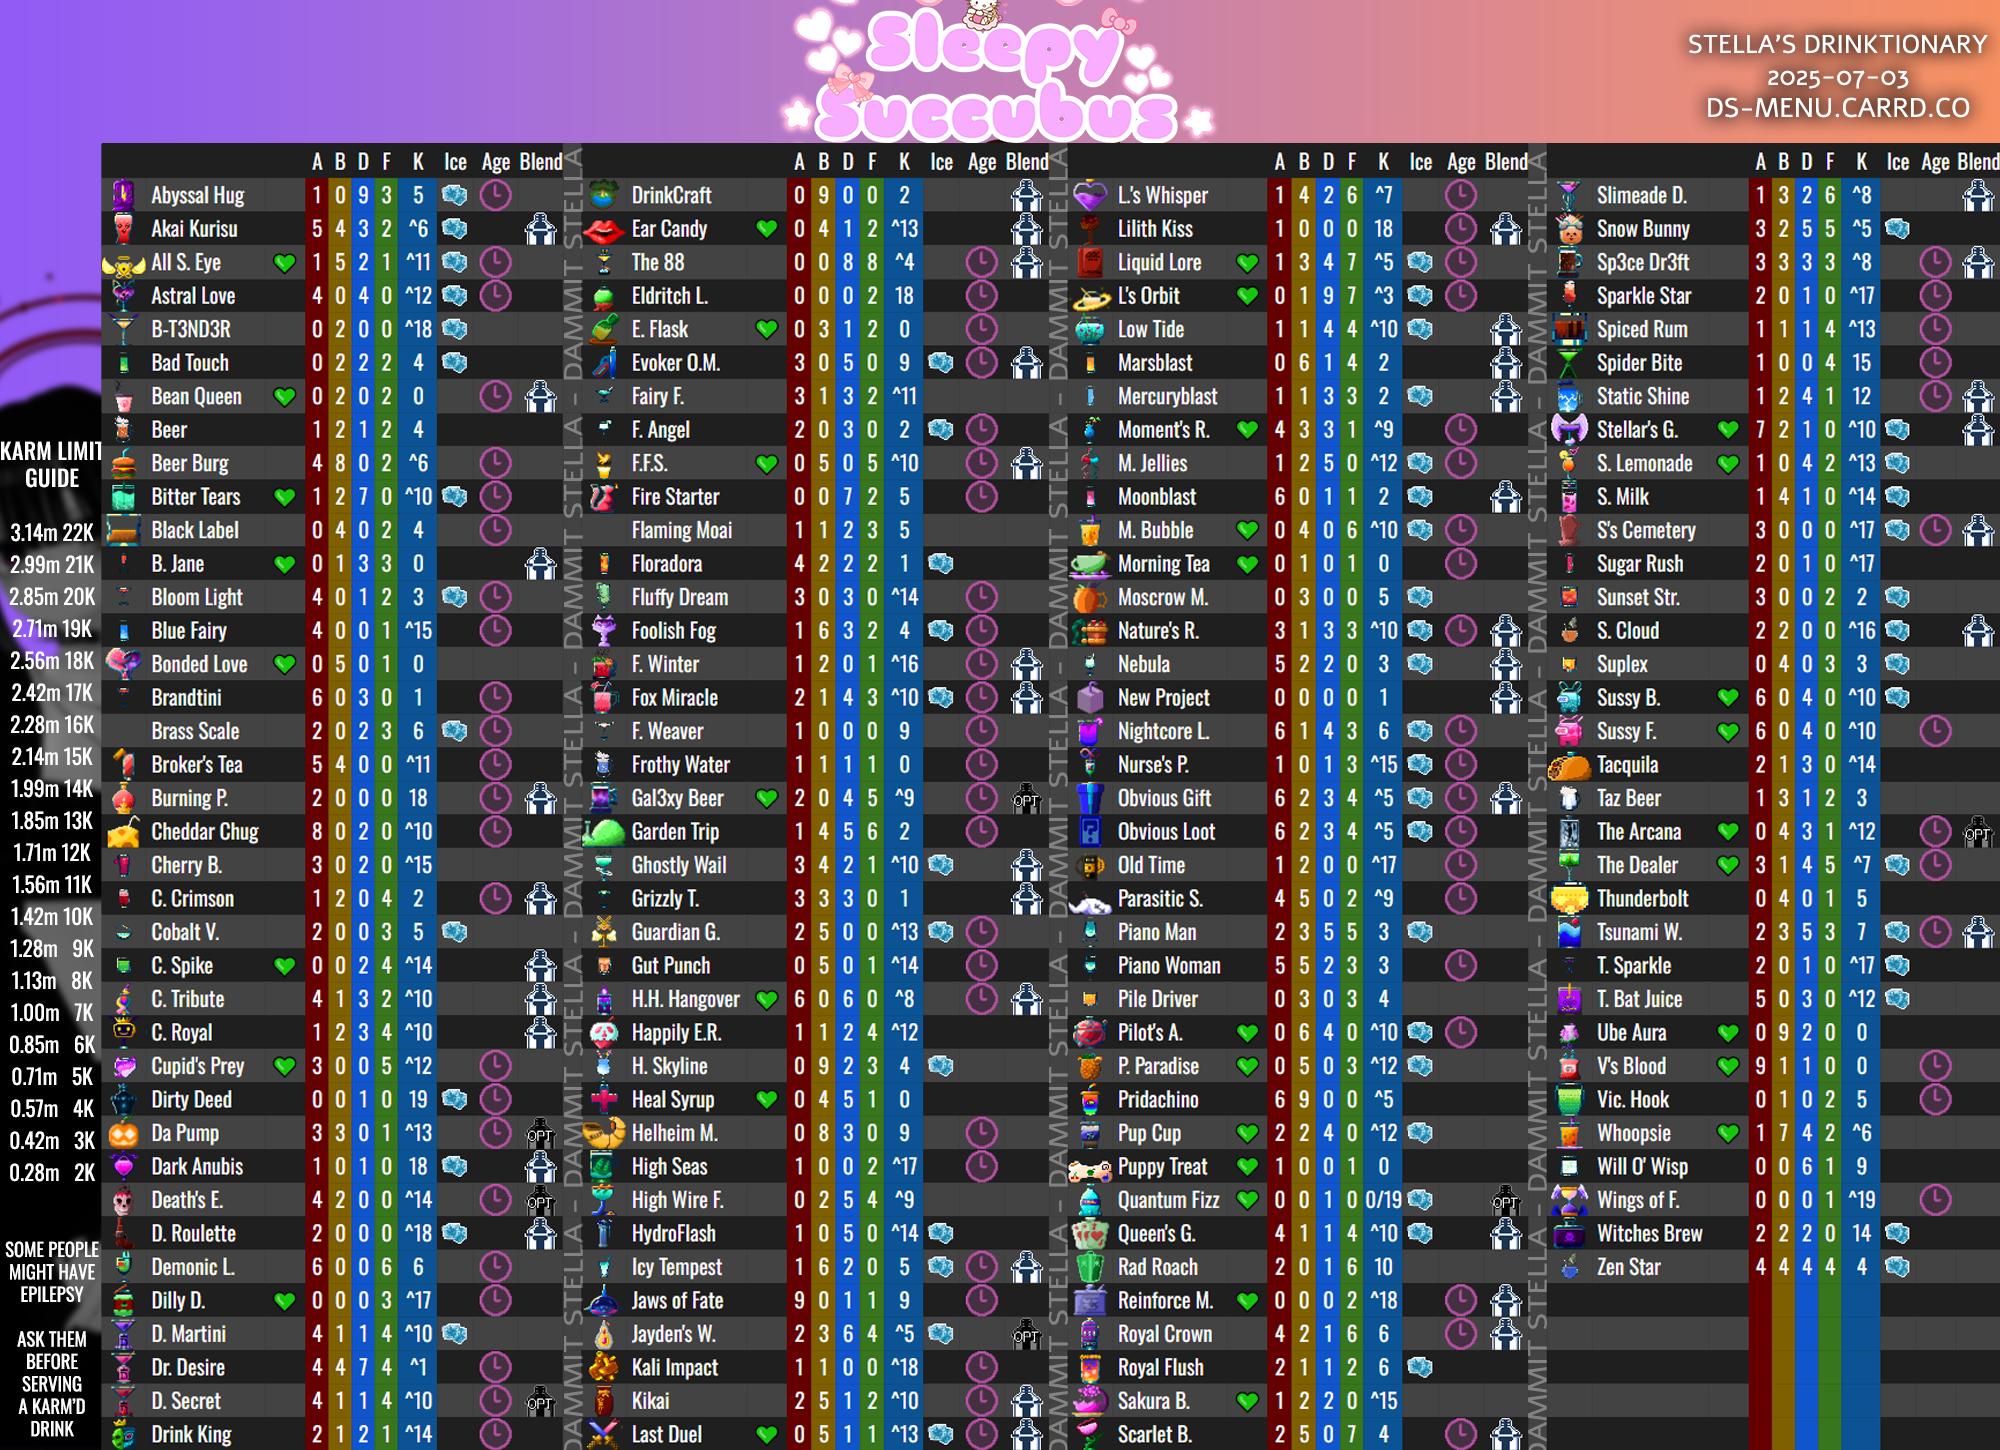 Sleepy
Succubus
STELLA'S DRINKTIONARY
2025-07-03
DS-MENU.CARRD.CO
KARM LIMIT
GUIDE
3.14m 22K
2.99m 21K
2.85m 20K
2.71m 19K
2.56m 18K
2.42m 17K
2.28m 16K
2.14m 15K
1.99m 14K
1.85m 13K
1.71m 12K
1.56m 11K
1.42m 10K
1.28m 9K
1.13m 8K
1.00m 7K
0.85m 6K
0.71m 5K
0.57m 4K
0.42m 3K
0.28m 2K
SOME PEOPLE
MIGHT HAVE
EPILEPSY
ASK THEM
BEFORE
SERVING
A KARM'D
DRINK
A B D F K Ice Age Blend
Abyssal Hug 1 0 9 3 5
Akai Kurisu 5 4 3 2 ^6
All S. Eye 1 5 2 1 ^11
Astral Love 4 0 4 0 ^12
B-T3ND3R 0 2 0 0 ^18
Bad Touch 0 2 2 2 4
Bean Queen 0 2 0 2 0
Beer 1 2 1 2 4
Beer Burg 4 8 0 2 ^6
Bitter Tears 1 2 7 0 ^10
Black Label 0 4 0 2 4
B. Jane 0 1 3 3 0
Bloom Light 4 0 1 2 3
Blue Fairy 4 0 0 1 ^15
Bonded Love 0 5 0 1 0
Brandtini 6 0 3 0 1
Brass Scale 2 0 2 3 6
Broker's Tea 5 4 0 0 ^11
Burning P. 2 0 0 0 18
Cheddar Chug 8 0 2 0 ^10
Cherry B. 3 0 2 0 ^15
C. Crimson 1 2 0 4 2
Cobalt V. 2 0 0 3 5
C. Spike 0 0 2 4 ^14
C. Tribute 4 1 3 2 ^10
C. Royal 1 2 3 4 ^10
Cupid's Prey 3 0 0 5 ^12
Dirty Deed 0 0 1 0 19
Da Pump 3 3 0 1 ^13 OPT
Dark Anubis 1 0 1 0 18
Death's E. 4 2 0 0 ^14 OPT
D. Roulette 2 0 0 0 ^18
Demonic L. 6 0 0 6 6
Dilly D. 0 0 0 3 ^17
D. Martini 4 1 1 4 ^10
Dr. Desire 4 4 7 4 ^1
D. Secret 4 1 1 4 ^10 OPT
Drink King 2 1 2 1 ^14
DAMMIT STELLA - DAMMIT STELLA - DAMMIT STELLA - DAMMIT STELLA - DAMMIT STELLA
A B D F K Ice Age Blend
DrinkCraft 0 9 0 0 2
Ear Candy 0 4 1 2 ^13
The 88 0 0 8 8 ^4
Eldritch L. 0 0 0 2 18
E. Flask 0 3 1 2 0
Evoker O.M. 3 0 5 0 9
Fairy F. 3 1 3 2 ^11
F. Angel 2 0 3 0 2
F.F.S. 0 5 0 5 ^10
Fire Starter 0 0 7 2 5
Flaming Moai 1 1 2 3 5
Floradora 4 2 2 2 1
Fluffy Dream 3 0 3 0 ^14
Foolish Fog 1 6 3 2 4
F. Winter 1 2 0 1 ^16
Fox Miracle 2 1 4 3 ^10
F. Weaver 1 0 0 0 9
Frothy Water 1 1 1 1 0
Gal3xy Beer 2 0 4 5 ^9 OPT
Garden Trip 1 4 5 6 2
Ghostly Wail 3 4 2 1 ^10
Grizzly T. 3 3 3 0 1
Guardian G. 2 5 0 0 ^13
Gut Punch 0 5 0 1 ^14
H.H. Hangover 6 0 6 0 ^8
Happily E.R. 1 1 2 4 ^12
H. Skyline 0 9 2 3 4
Heal Syrup 0 4 5 1 0
Helheim M. 0 8 3 0 9
High Seas 1 0 0 2 ^17
High Wire F. 0 2 5 4 ^9
HydroFlash 1 0 5 0 ^14
Icy Tempest 1 6 2 0 5
Jaws of Fate 9 0 1 1 9
Jayden's W. 2 3 6 4 ^5 OPT
Kali Impact 1 1 0 0 ^18
Kikai 2 5 1 2 ^10
Last Duel 0 5 1 1 ^13
DAMMIT STELLA - DAMMIT STELLA - DAMMIT STELLA - DAMMIT STELLA - DAMMIT STELLA
A B D F K Ice Age Blend
L.'s Whisper 1 4 2 6 ^7
Lilith Kiss 1 0 0 0 18
Liquid Lore 1 3 4 7 ^5
L's Orbit 0 1 9 7 ^3
Low Tide 1 1 4 4 ^10
Marsblast 0 6 1 4 2
Mercuryblast 1 1 3 3 2
Moment's R. 4 3 3 1 ^9
M. Jellies 1 2 5 0 ^12
Moonblast 6 0 1 1 2
M. Bubble 0 4 0 6 ^10
Morning Tea 0 1 0 1 0
Moscrow M. 0 3 0 0 5
Nature's R. 3 1 3 3 ^10
Nebula 5 2 2 0 3
New Project 0 0 0 0 1
Nightcore L. 6 1 4 3 6
Nurse's P. 1 0 1 3 ^15
Obvious Gift 6 2 3 4 ^5
Obvious Loot 6 2 3 4 ^5
Old Time 1 2 0 0 ^17
Parasitic S. 4 5 0 2 ^9
Piano Man 2 3 5 5 3
Piano Woman 5 5 2 3 3
Pile Driver 0 3 0 3 4
Pilot's A. 0 6 4 0 ^10
P. Paradise 0 5 0 3 ^12
Pridachino 6 9 0 0 ^5
Pup Cup 2 2 4 0 ^12
Puppy Treat 1 0 0 1 0
Quantum Fizz 0 0 1 0 0/19 OPT
Queen's G. 4 1 1 4 ^10
Rad Roach 2 0 1 6 10
Reinforce M. 0 0 0 2 ^18
Royal Crown 4 2 1 6 6
Royal Flush 2 1 1 2 6
Sakura B. 1 2 2 0 ^15
Scarlet B. 2 5 0 7 4
DAMMIT STELLA - DAMMIT STELLA - DAMMIT STELLA - DAMMIT STELLA - DAMMIT STELLA
A B D F K Ice Age Blend
Slimeade D. 1 3 2 6 ^8
Snow Bunny 3 2 5 5 ^5
Sp3ce Dr3ft 3 3 3 3 ^8
Sparkle Star 2 0 1 0 ^17
Spiced Rum 1 1 1 4 ^13
Spider Bite 1 0 0 4 15
Static Shine 1 2 4 1 12
Stellar's G. 7 2 1 0 ^10
S. Lemonade 1 0 4 2 ^13
S. Milk 1 4 1 0 ^14
S's Cemetery 3 0 0 0 ^17
Sugar Rush 2 0 1 0 ^17
Sunset Str. 3 0 0 2 2
S. Cloud 2 2 0 0 ^16
Suplex 0 4 0 3 3
Sussy B. 6 0 4 0 ^10
Sussy F. 6 0 4 0 ^10
Tacquila 2 1 3 0 ^14
Taz Beer 1 3 1 2 3
The Arcana 0 4 3 1 ^12 OPT
The Dealer 3 1 4 5 ^7
Thunderbolt 0 4 0 1 5
Tsunami W. 2 3 5 3 7
T. Sparkle 2 0 1 0 ^17
T. Bat Juice 5 0 3 0 ^12
Ube Aura 0 9 2 0 0
V's Blood 9 1 1 0 0
Vic. Hook 0 1 0 2 5
Whoopsie 1 7 4 2 ^6
Will O' Wisp 0 0 6 1 9
Wings of F. 0 0 0 1 ^19
Witches Brew 2 2 2 0 14
Zen Star 4 4 4 4 4